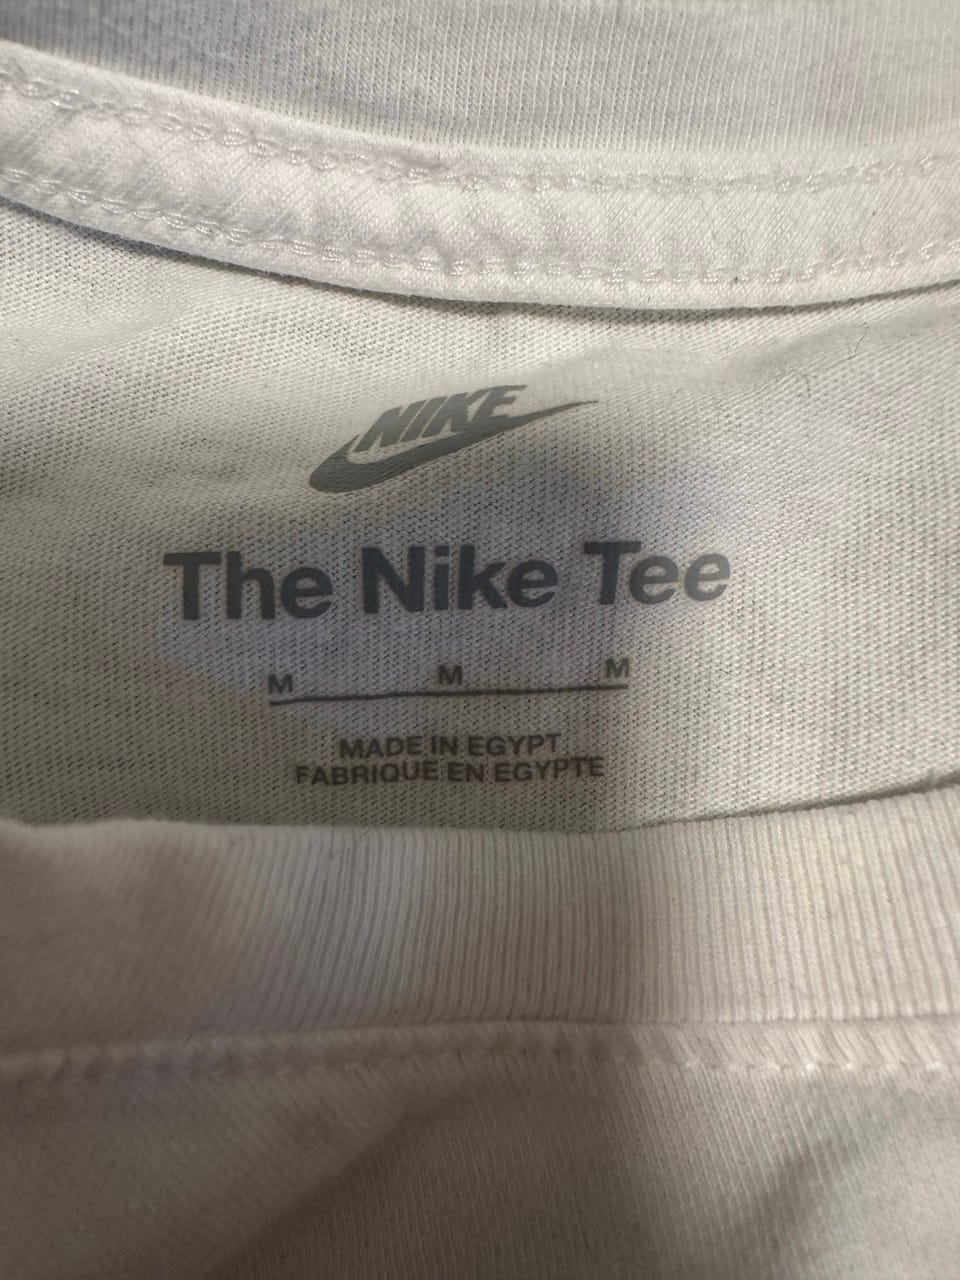 NIKE
The Nike Tee
M M M
MADE IN EGYPT
FABRIQUE EN EGYPTE